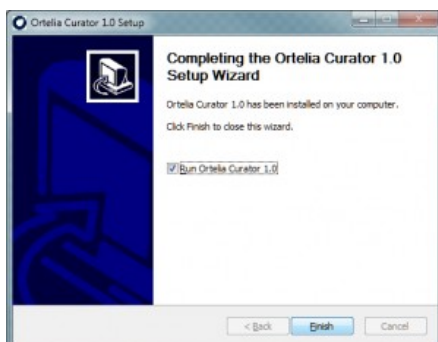 Ortelia Curator 1.0 Setup
Completing the Ortelia Curator 1.0
Setup Wizard
Ortelia Curator 1.0 has been installed on your computer.
Click Finish to close this wizard.
Run Ortelia Curator 1.0
< Back Finish Cancel